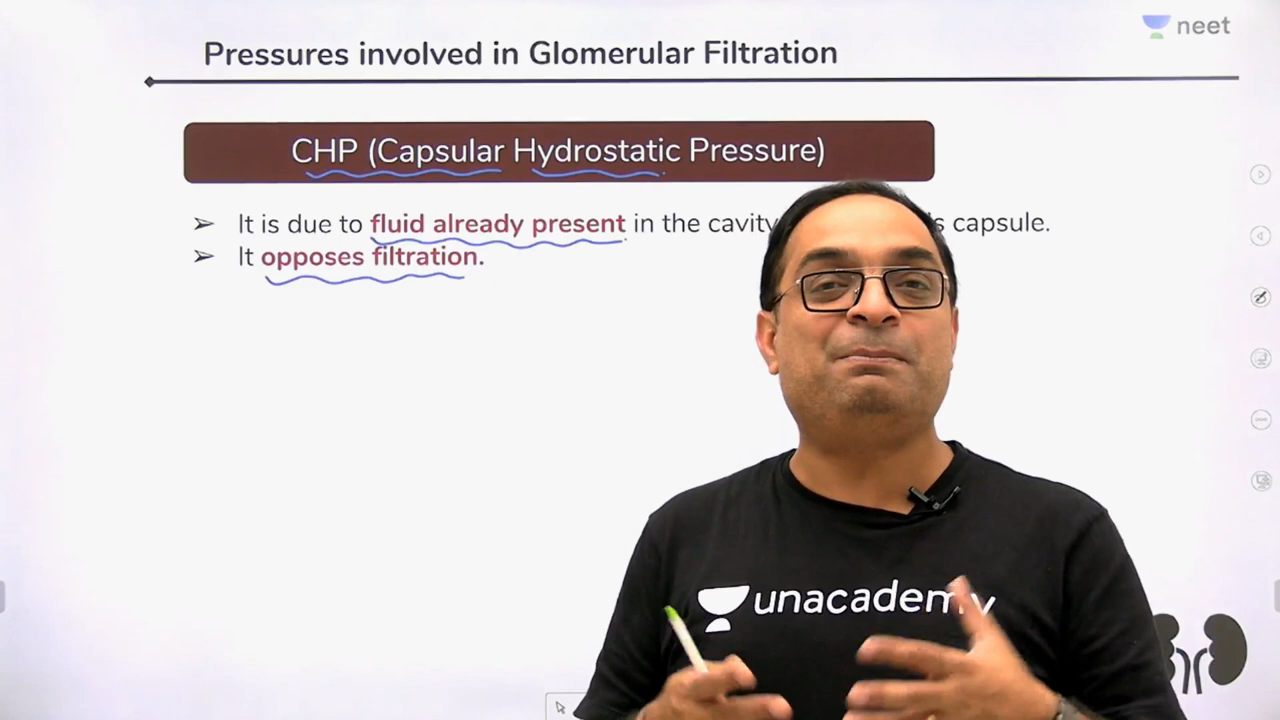 neet
Pressures involved in Glomerular Filtration
CHP (Capsular Hydrostatic Pressure)
➢ It is due to fluid already present in the cavity s capsule.
➢ It opposes filtration.
unacademy